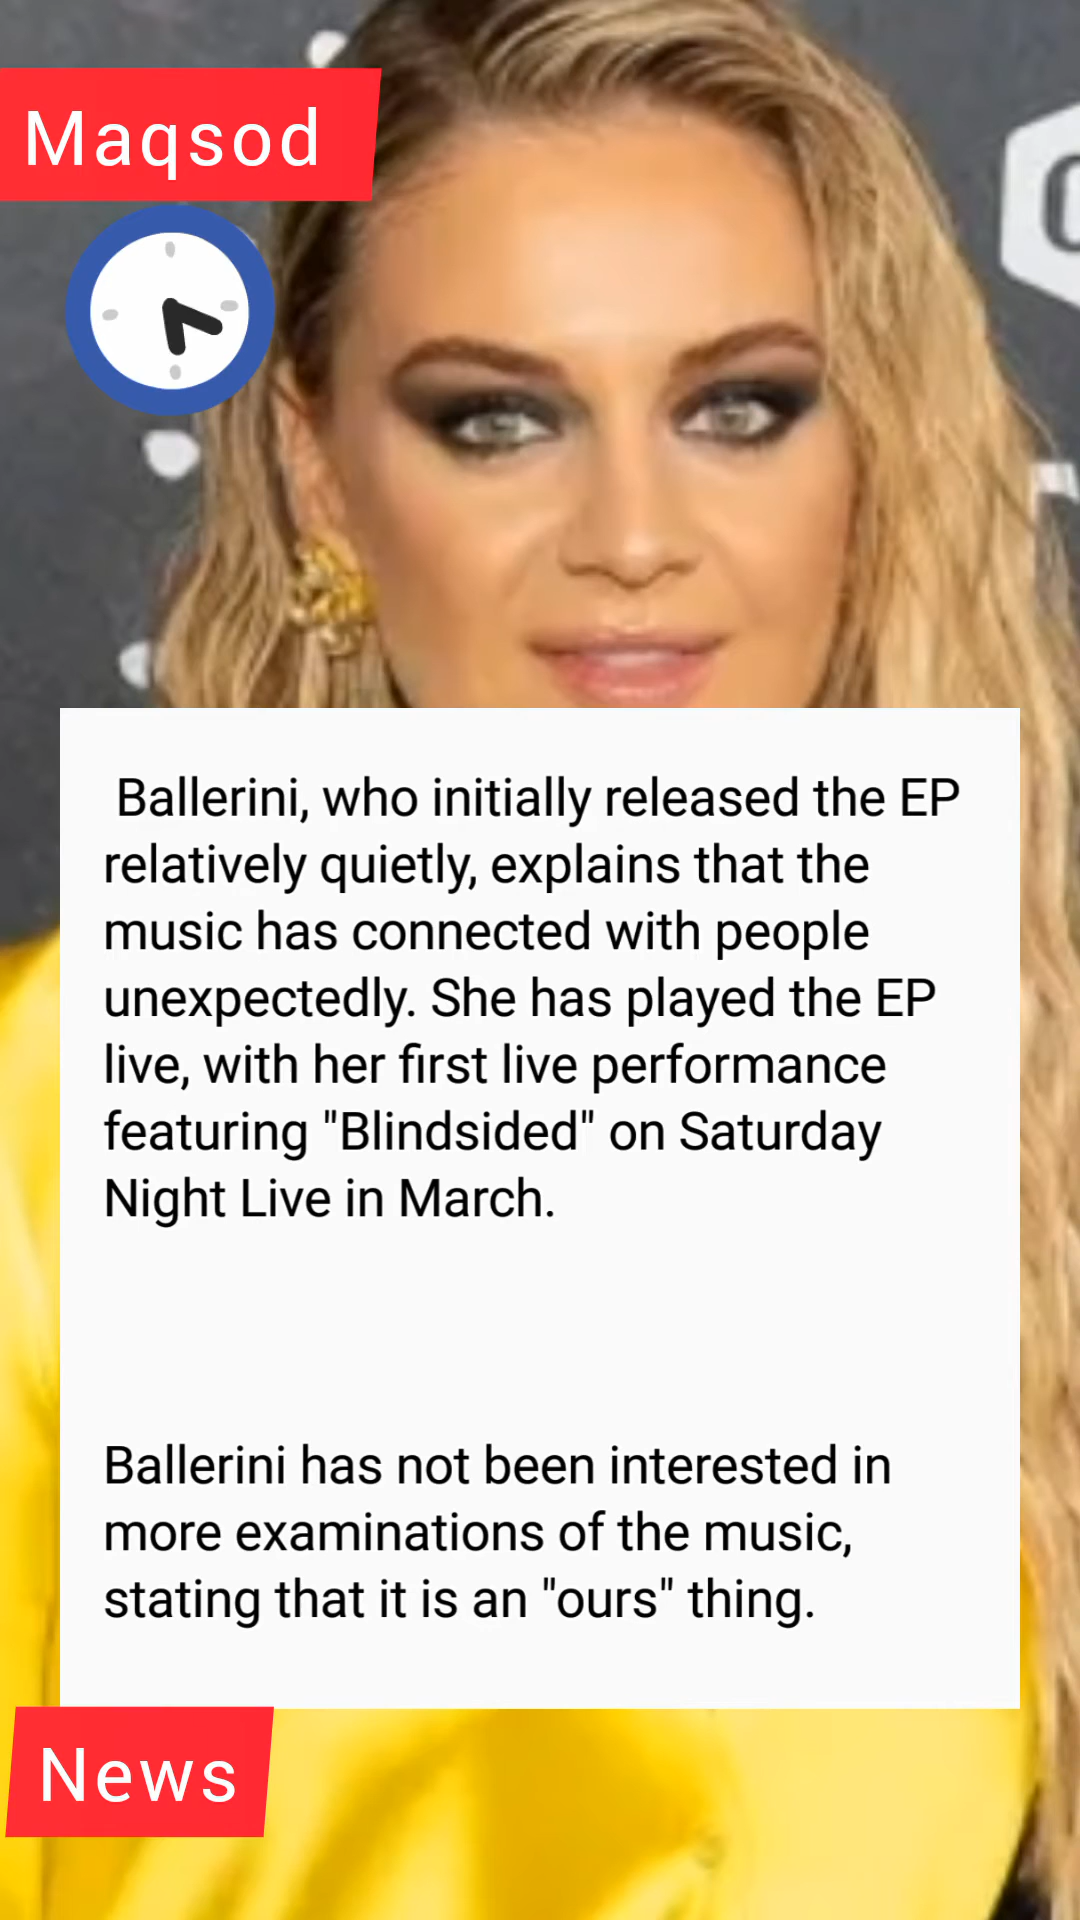 Maqsod
Ballerini, who initially released the EP
relatively quietly, explains that the
music has connected with people
unexpectedly. She has played the EP
live, with her first live performance
featuring "Blindsided" on Saturday
Night Live in March.
Ballerini has not been interested in
more examinations of the music,
stating that it is an "ours" thing.
News